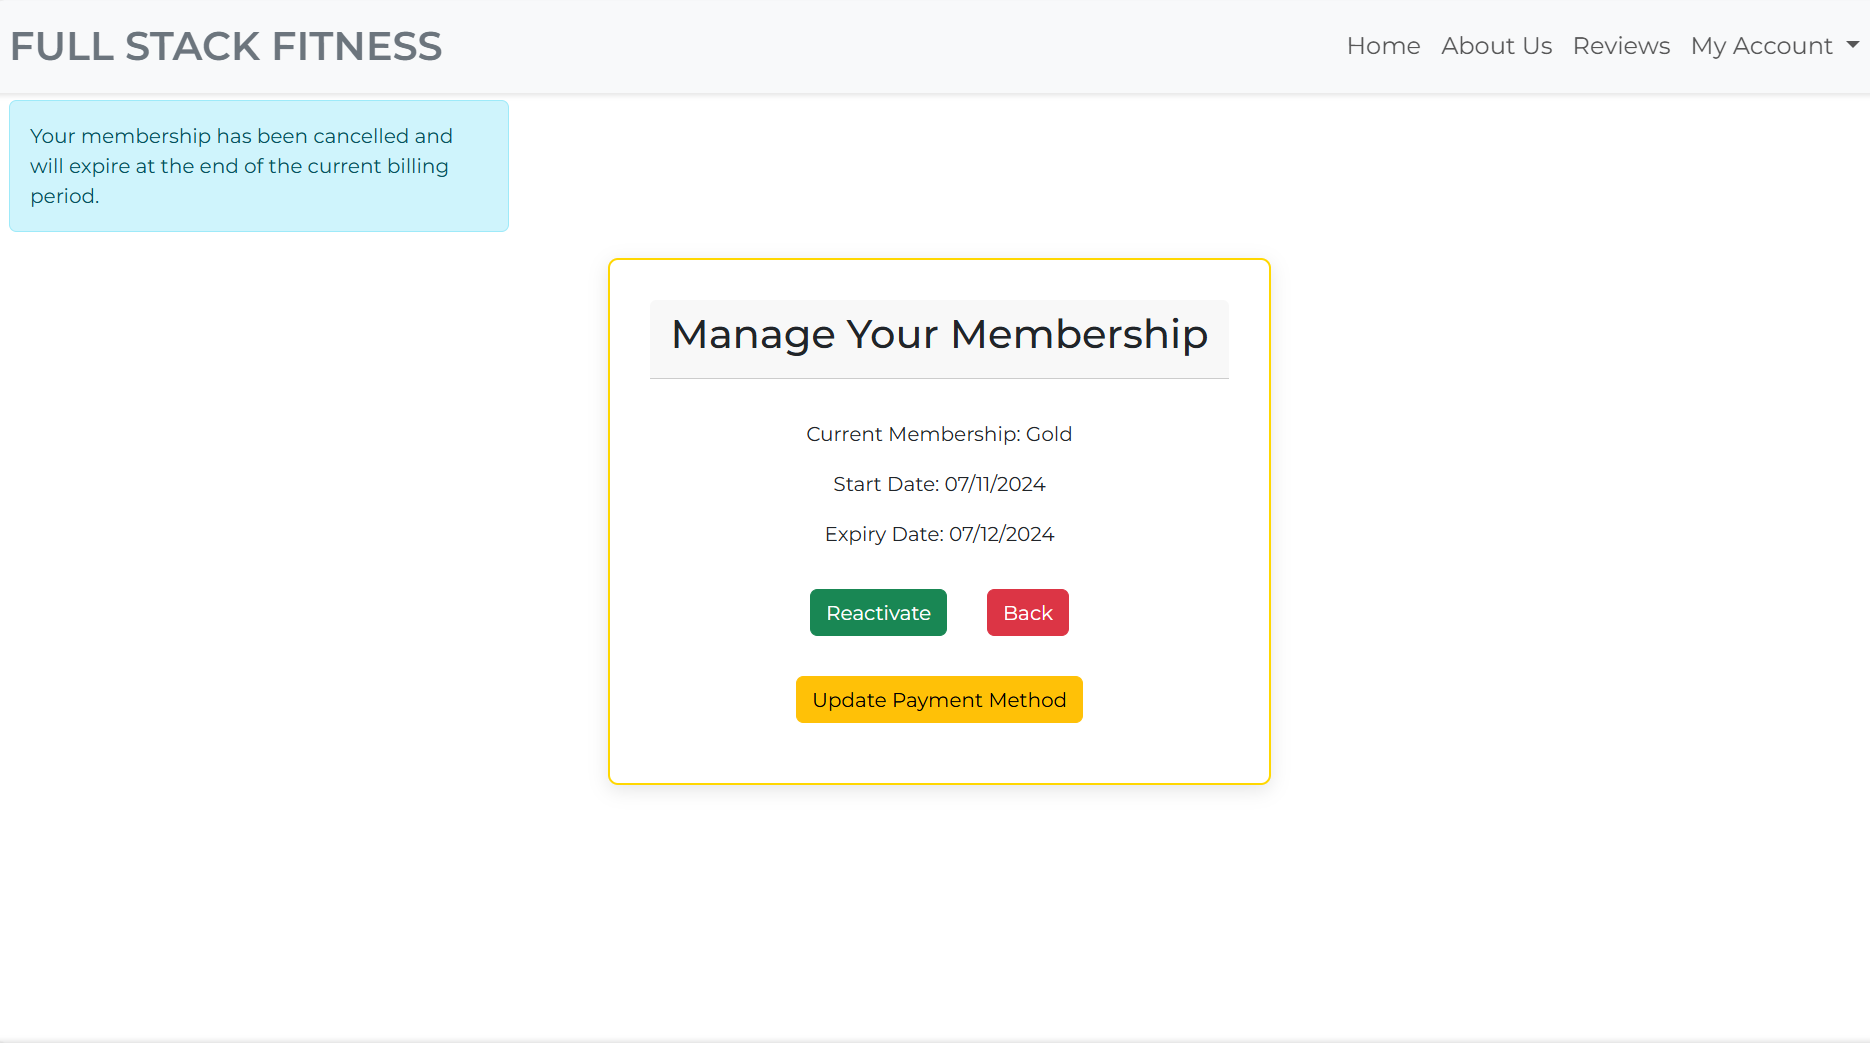 FULL STACK FITNESS
Home About Us Reviews My Account
Your membership has been cancelled and
will expire at the end of the current billing
period.
Manage Your Membership
Current Membership: Gold
Start Date: 07/11/2024
Expiry Date: 07/12/2024
Reactivate Back
Update Payment Method